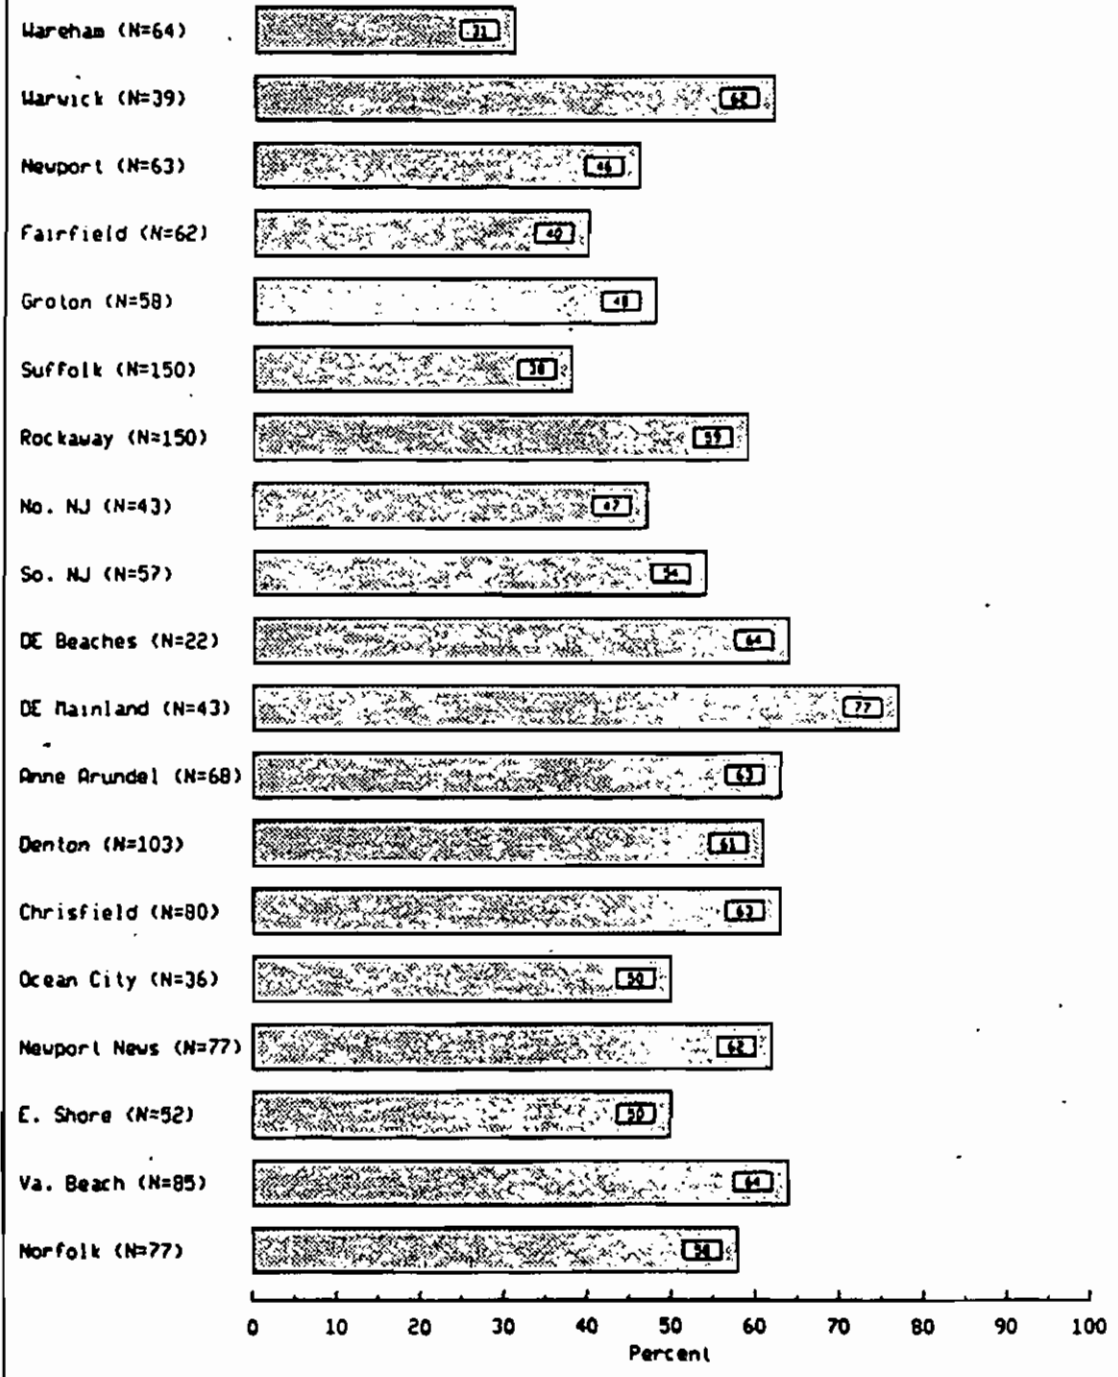 Wareham (N=64) 31
Warwick (N=39) 62
Newport (N=63) 46
Fairfield (N=62) 40
Groton (N=58) 48
Suffolk (N=150) 38
Rockaway (N=150) 59
No. NJ (N=43) 47
So. NJ (N=57) 54
DE Beaches (N=22) 64
DE Mainland (N=43) 77
Anne Arundel (N=68) 63
Denton (N=103) 61
Chrisfield (N=80) 63
Ocean City (N=36) 50
Newport News (N=77) 62
E. Shore (N=52) 50
Va. Beach (N=85) 64
Norfolk (N=77) 58
0 10 20 30 40 50 60 70 80 90 100
Percent